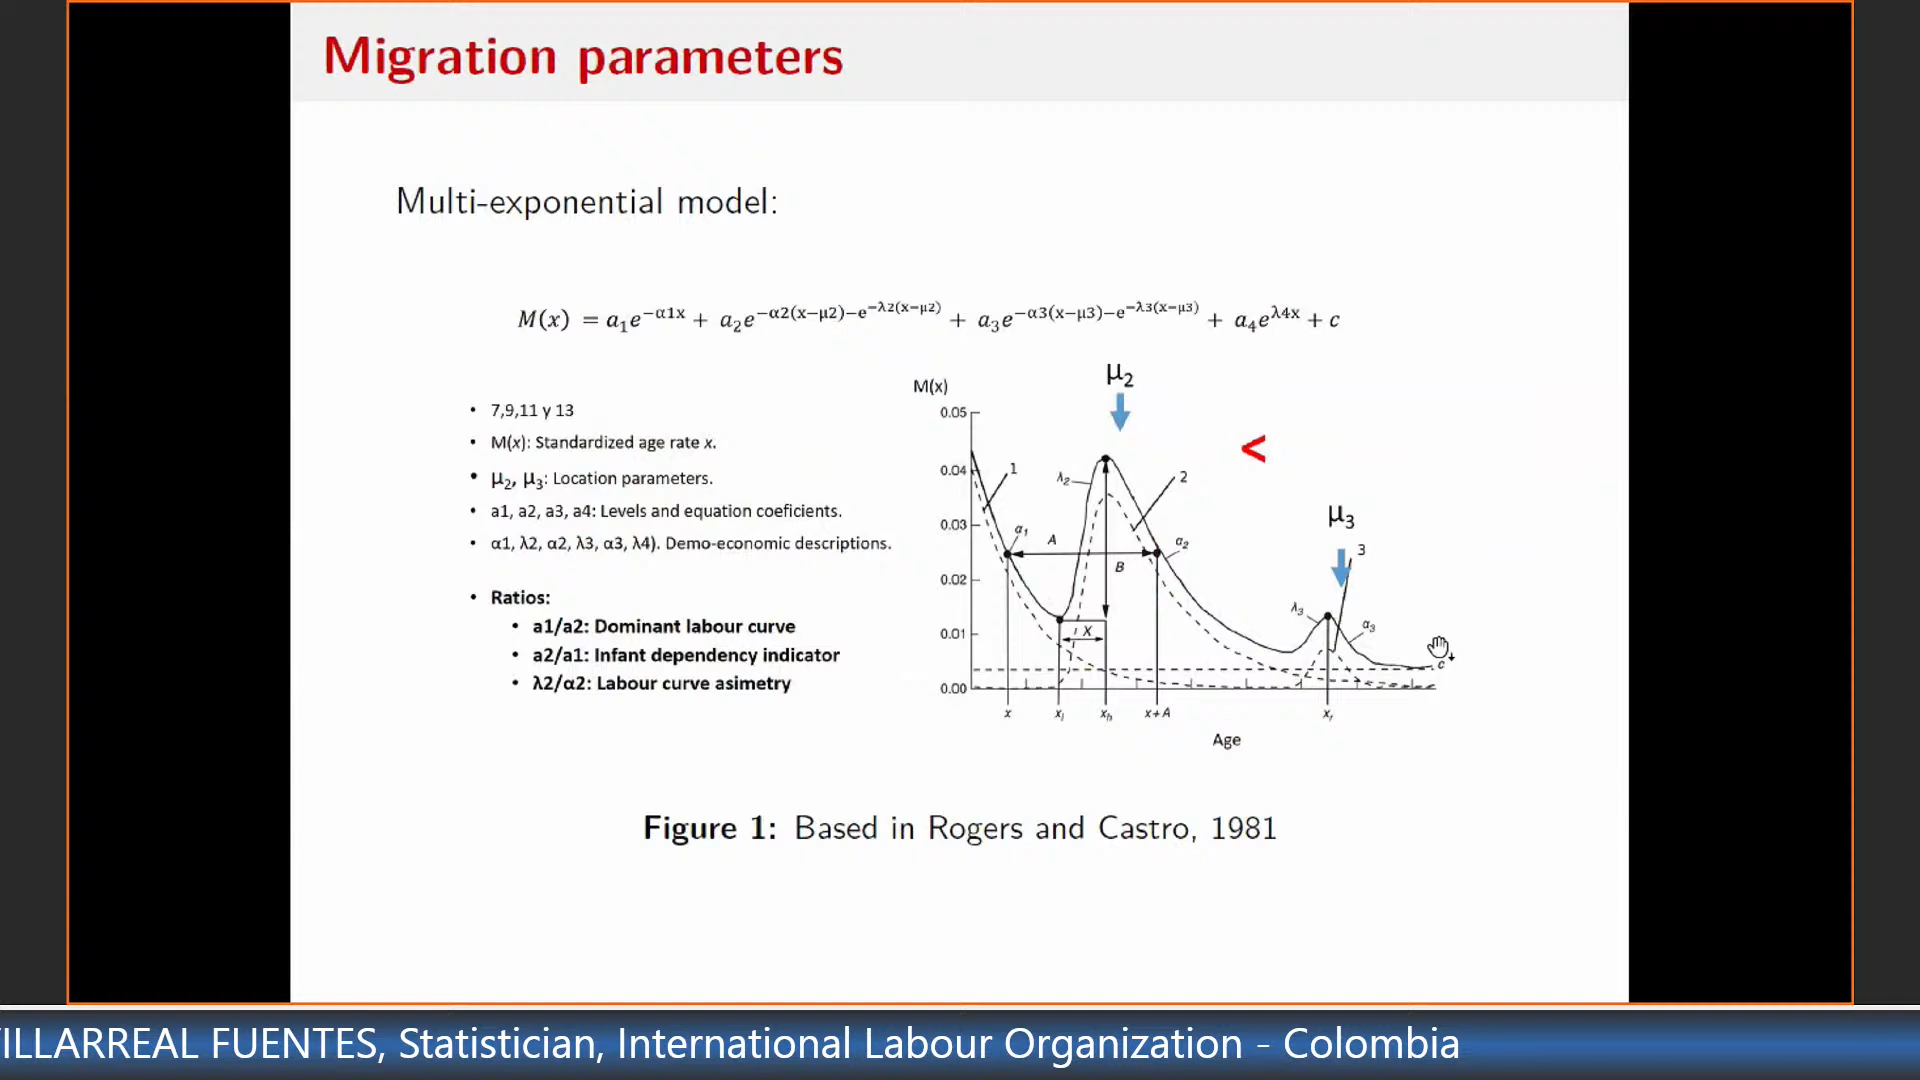 Migration parameters
Multi-exponential model:
M(x) = a₁e^−α1x + a₂e^−α2(x−μ2)−e^−λ2(x−μ2) + a₃e^−α3(x−μ3)−e^−λ3(x−μ3) + a₄e^λ4x + c
• 7,9,11 y 13
• M(x): Standardized age rate x.
• μ₂, μ₃: Location parameters.
• a1, a2, a3, a4: Levels and equation coeficients.
• α1, λ2, α2, λ3, α3, λ4). Demo-economic descriptions.
• Ratios:
• a1/a2: Dominant labour curve
• a2/a1: Infant dependency indicator
• λ2/α2: Labour curve asimetry
μ₂
M(x)
0.05
<
0.04
1
λ₂
2
μ₃
0.03
α₁
A
α₂
3
B
0.02
λ₃
α₃
0.01
X
c
0.00
x
xₗ
xₕ
x+A
xᵣ
Age
Figure 1: Based in Rogers and Castro, 1981
ILLARREAL FUENTES, Statistician, International Labour Organization - Colombia